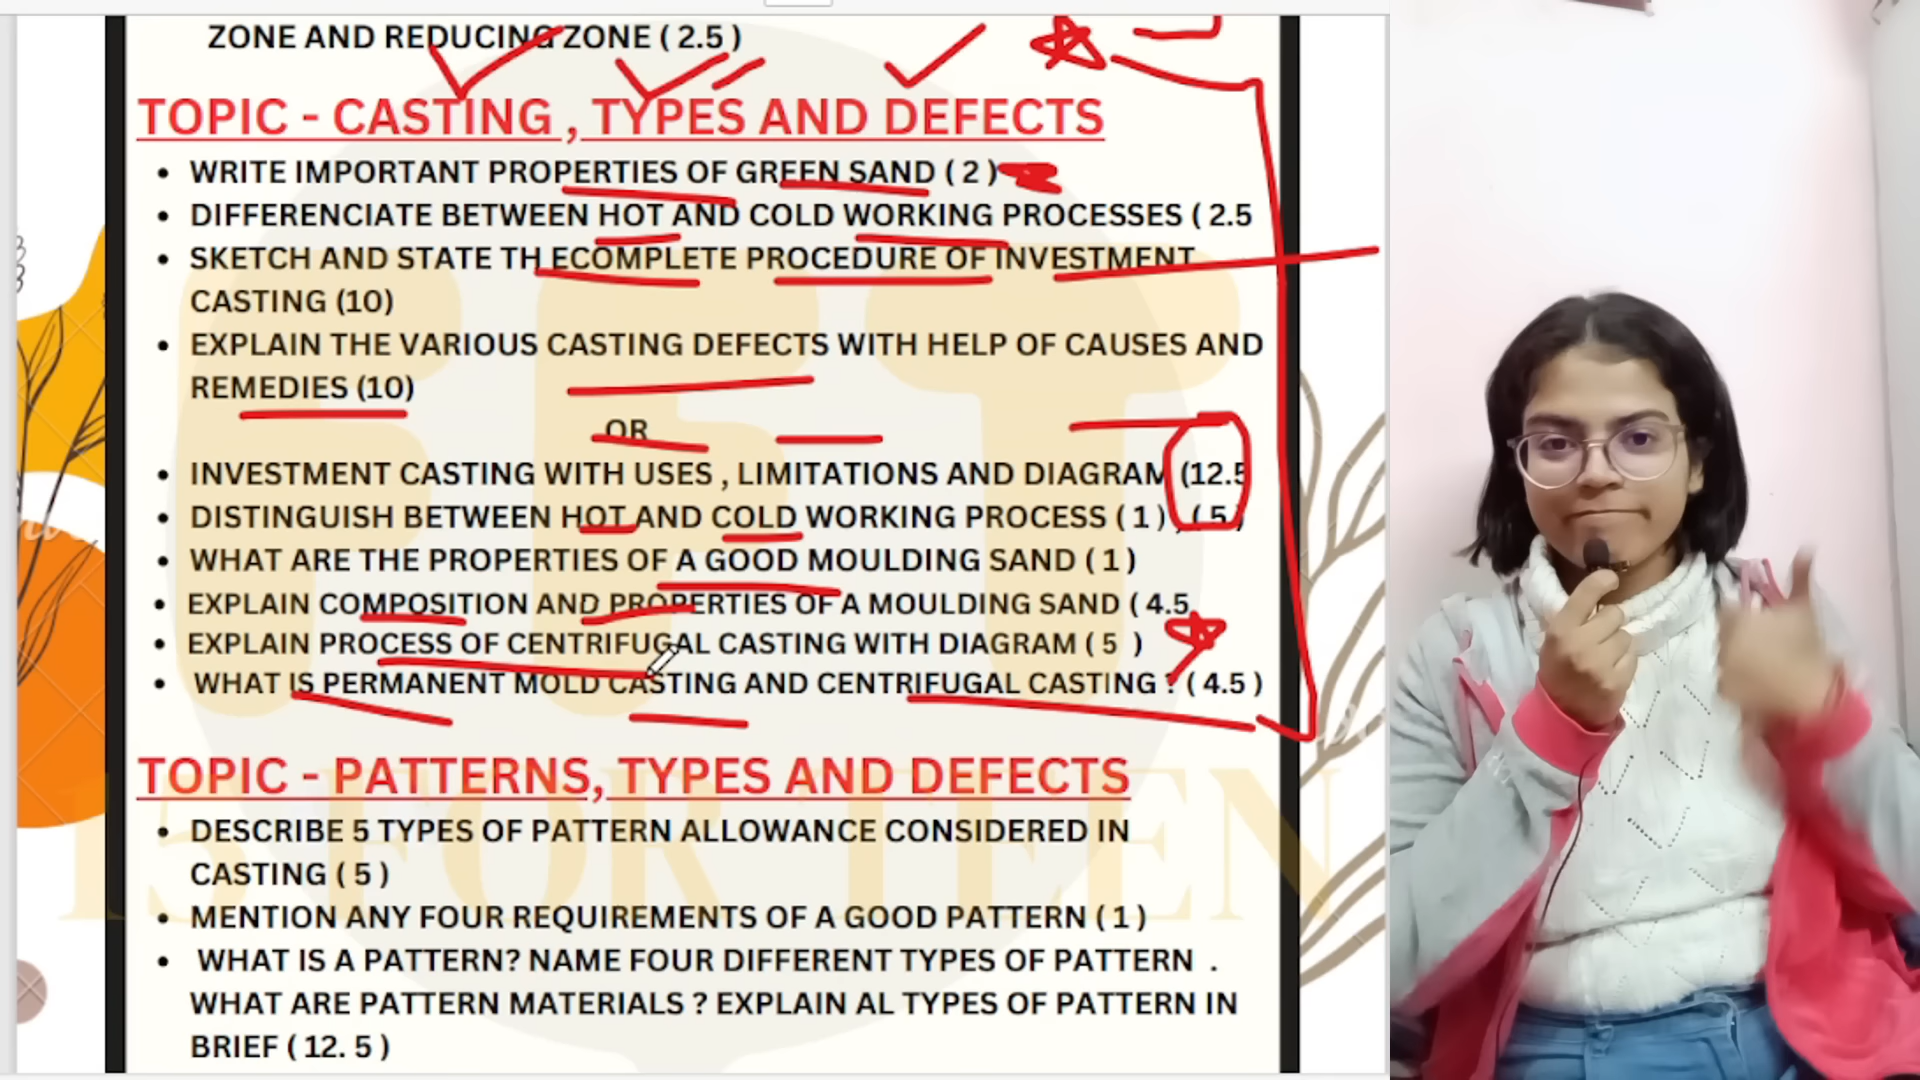 ZONE AND REDUCING ZONE ( 2.5 )
TOPIC - CASTING , TYPES AND DEFECTS
• WRITE IMPORTANT PROPERTIES OF GREEN SAND ( 2 )
• DIFFERENCIATE BETWEEN HOT AND COLD WORKING PROCESSES ( 2.5
• SKETCH AND STATE TH ECOMPLETE PROCEDURE OF INVESTMENT
CASTING (10)
• EXPLAIN THE VARIOUS CASTING DEFECTS WITH HELP OF CAUSES AND
REMEDIES (10)
OR
• INVESTMENT CASTING WITH USES , LIMITATIONS AND DIAGRAM (12.5
• DISTINGUISH BETWEEN HOT AND COLD WORKING PROCESS ( 1 ) , ( 5 )
• WHAT ARE THE PROPERTIES OF A GOOD MOULDING SAND ( 1 )
• EXPLAIN COMPOSITION AND PROPERTIES OF A MOULDING SAND ( 4.5
• EXPLAIN PROCESS OF CENTRIFUGAL CASTING WITH DIAGRAM ( 5 )
• WHAT IS PERMANENT MOLD CASTING AND CENTRIFUGAL CASTING ? ( 4.5 )
TOPIC - PATTERNS, TYPES AND DEFECTS
• DESCRIBE 5 TYPES OF PATTERN ALLOWANCE CONSIDERED IN
CASTING ( 5 )
• MENTION ANY FOUR REQUIREMENTS OF A GOOD PATTERN ( 1 )
• WHAT IS A PATTERN? NAME FOUR DIFFERENT TYPES OF PATTERN .
WHAT ARE PATTERN MATERIALS ? EXPLAIN AL TYPES OF PATTERN IN
BRIEF ( 12. 5 )
15 FOR TEEN